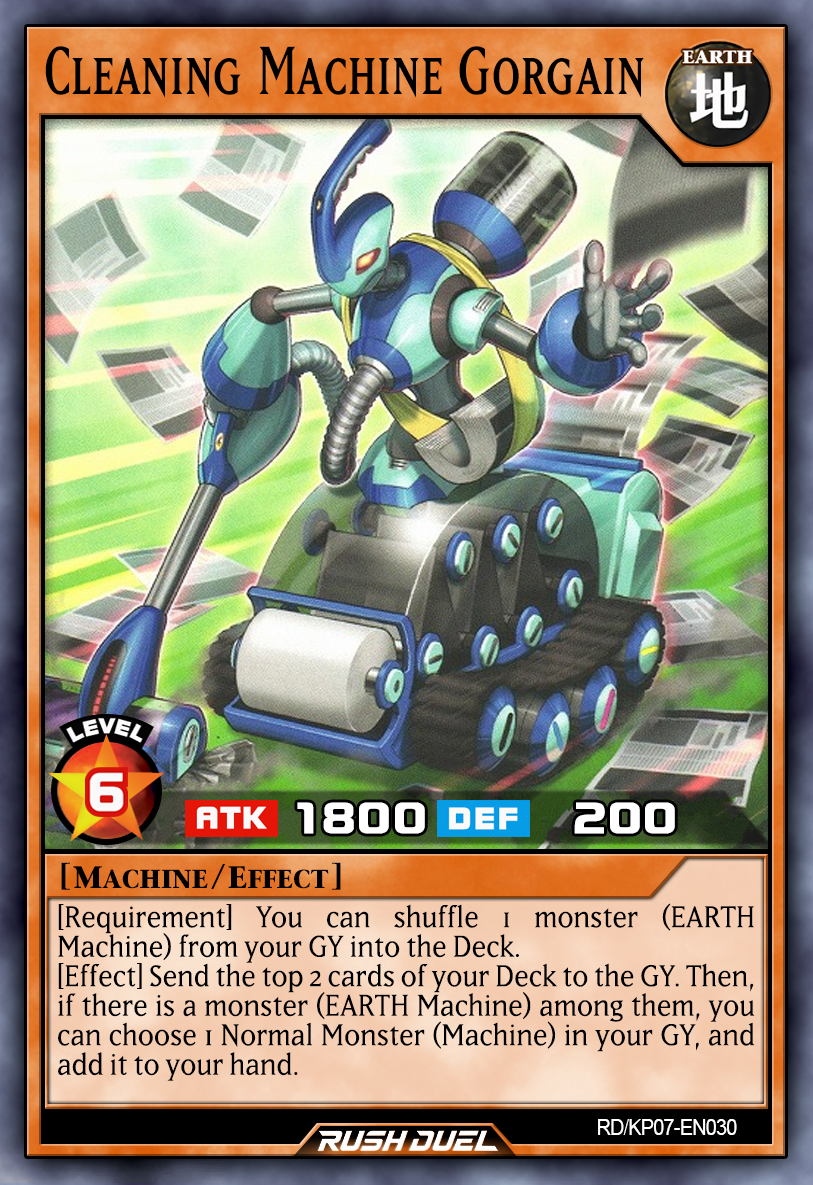 CLEANING MACHINE GORGAIN
EARTH
地
LEVEL
6
ATK 1800 DEF 200
[MACHINE/EFFECT]
[Requirement] You can shuffle 1 monster (EARTH
Machine) from your GY into the Deck.
[Effect] Send the top 2 cards of your Deck to the GY. Then,
if there is a monster (EARTH Machine) among them, you
can choose 1 Normal Monster (Machine) in your GY, and
add it to your hand.
RD/KP07-EN030
RUSH DUEL